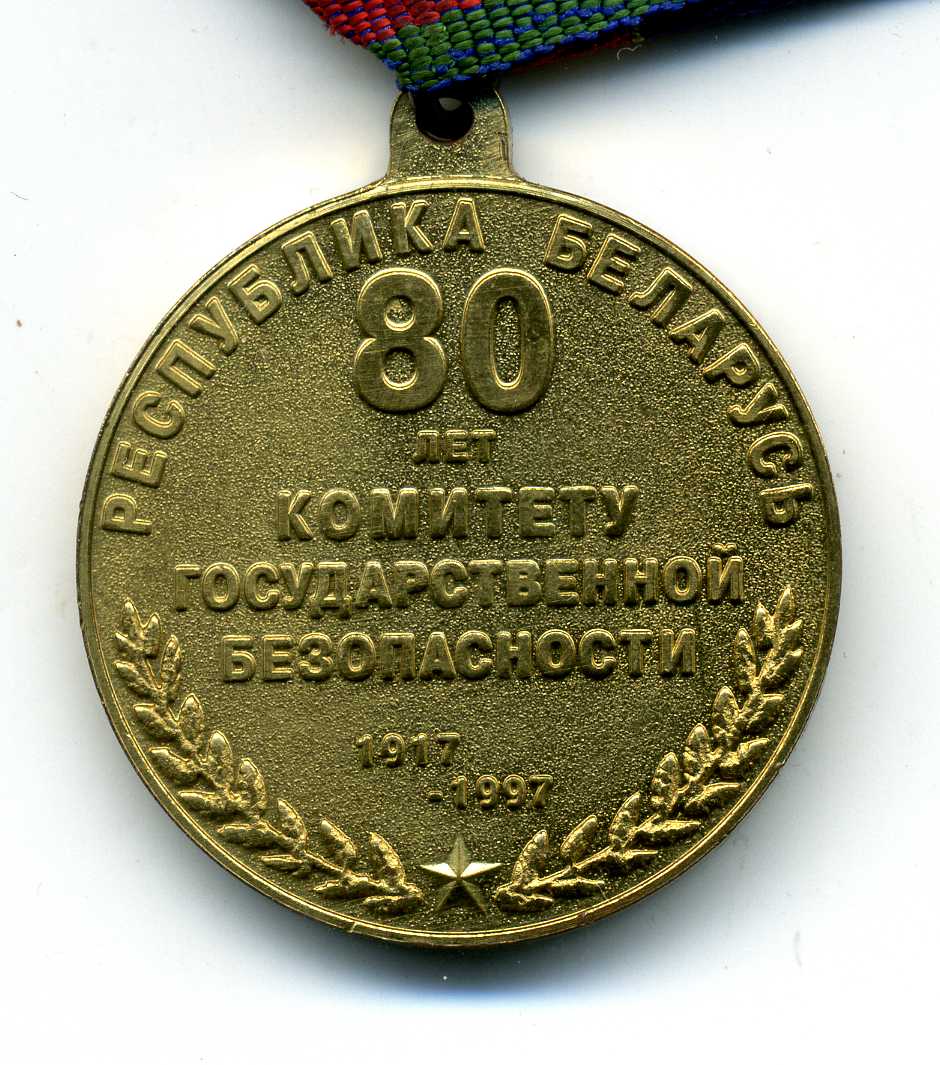 РЕСПУБЛИКА БЕЛАРУСЬ
80
ЛЕТ
КОМИТЕТУ
ГОСУДАРСТВЕННОЙ
БЕЗОПАСНОСТИ
1917
-1997